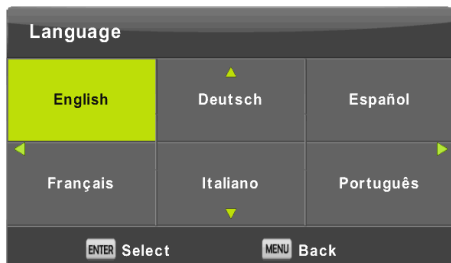 Language
English Deutsch Español
Français Italiano Português
ENTER Select MENU Back